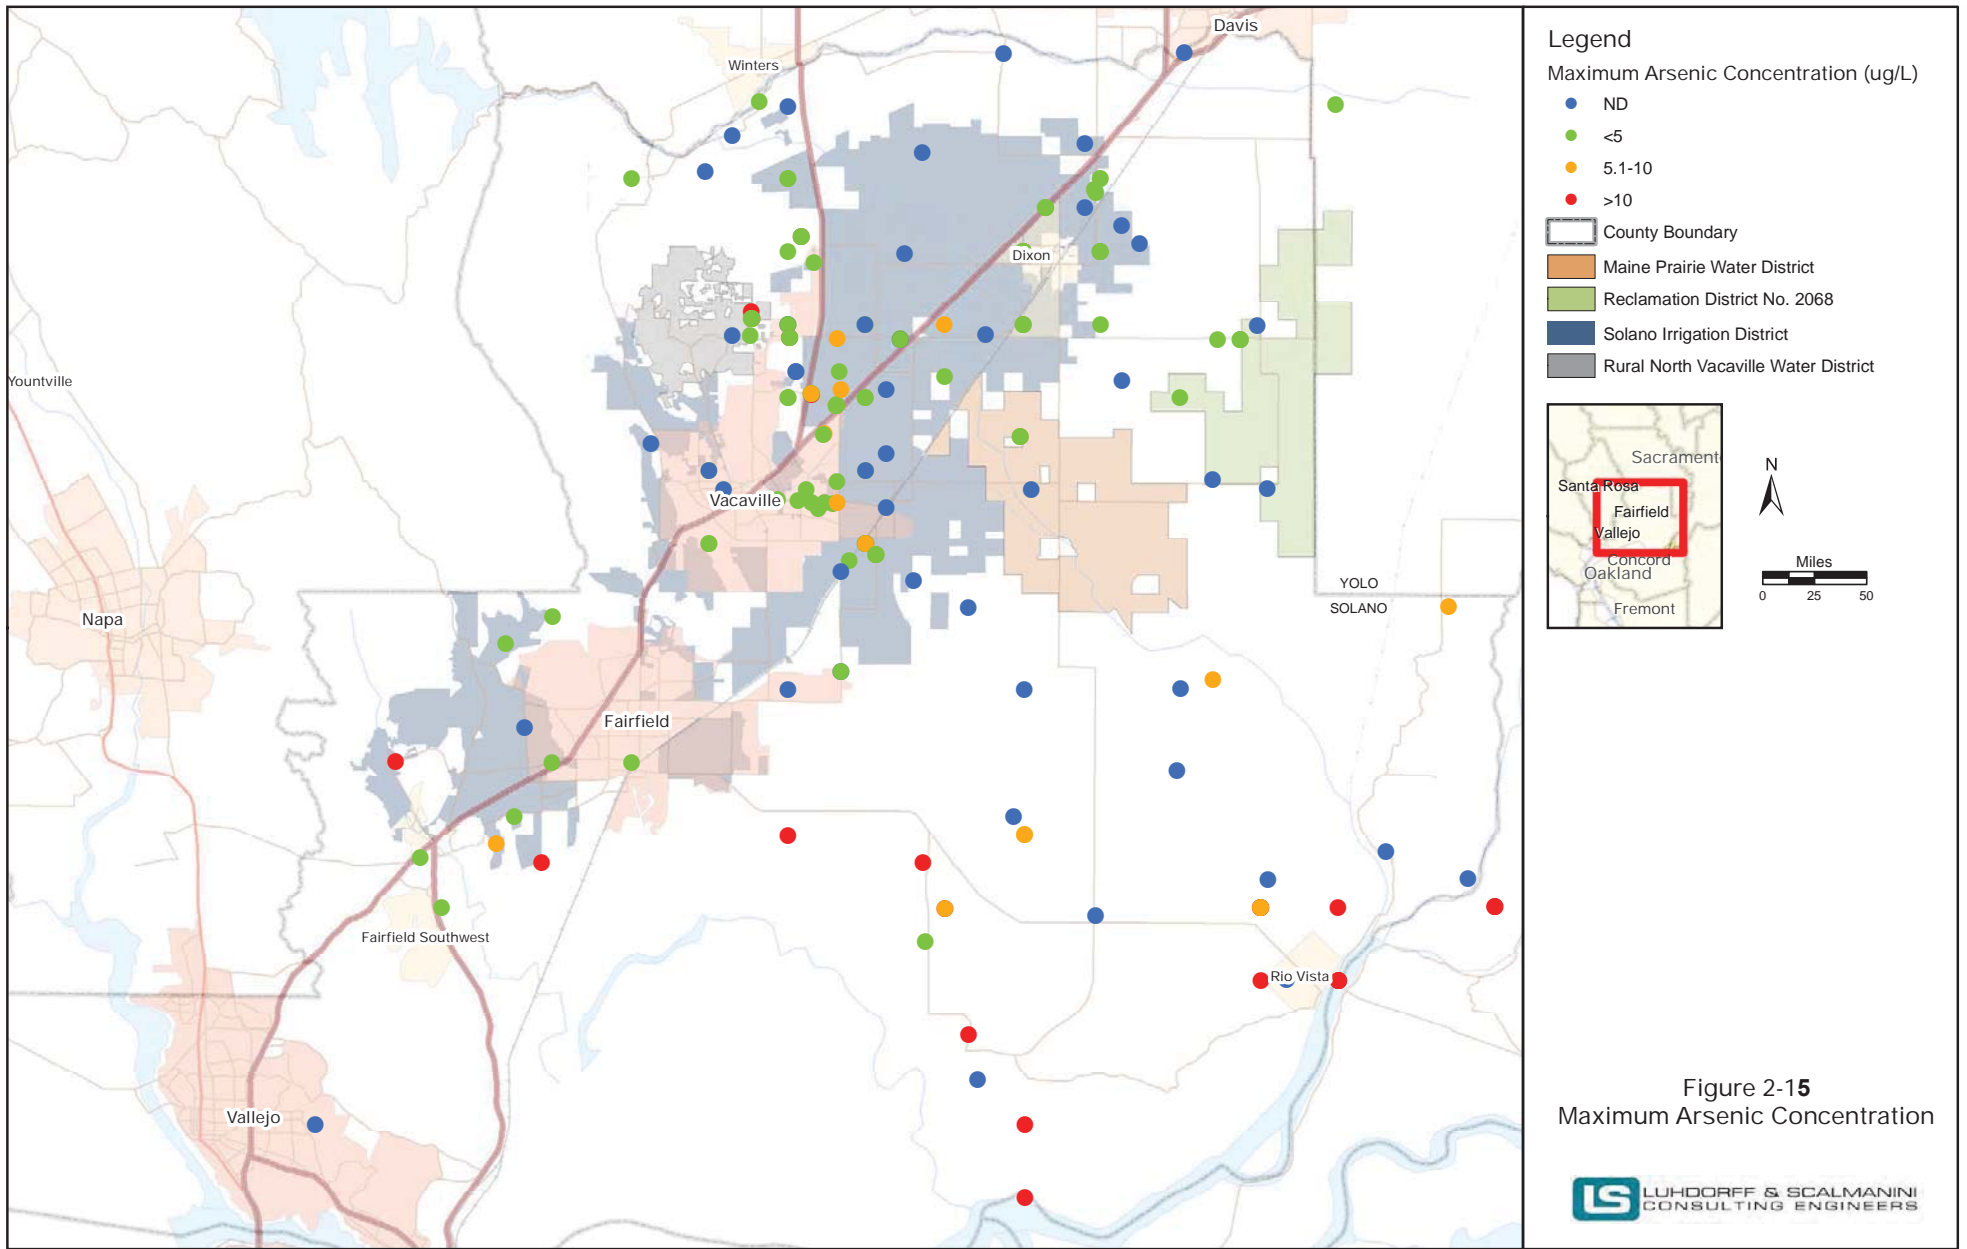 Davis
Winters
Dixon
Yountville
Vacaville
YOLO
SOLANO
Napa
Fairfield
Fairfield Southwest
Rio Vista
Vallejo
Legend
Maximum Arsenic Concentration (ug/L)
ND
<5
5.1-10
>10
County Boundary
Maine Prairie Water District
Reclamation District No. 2068
Solano Irrigation District
Rural North Vacaville Water District
Sacrament
Santa Rosa
Fairfield
Vallejo
Concord
Oakland
Fremont
N
Miles
0 25 50
Figure 2-15
Maximum Arsenic Concentration
LS LUHDORFF & SCALMANINI
CONSULTING ENGINEERS